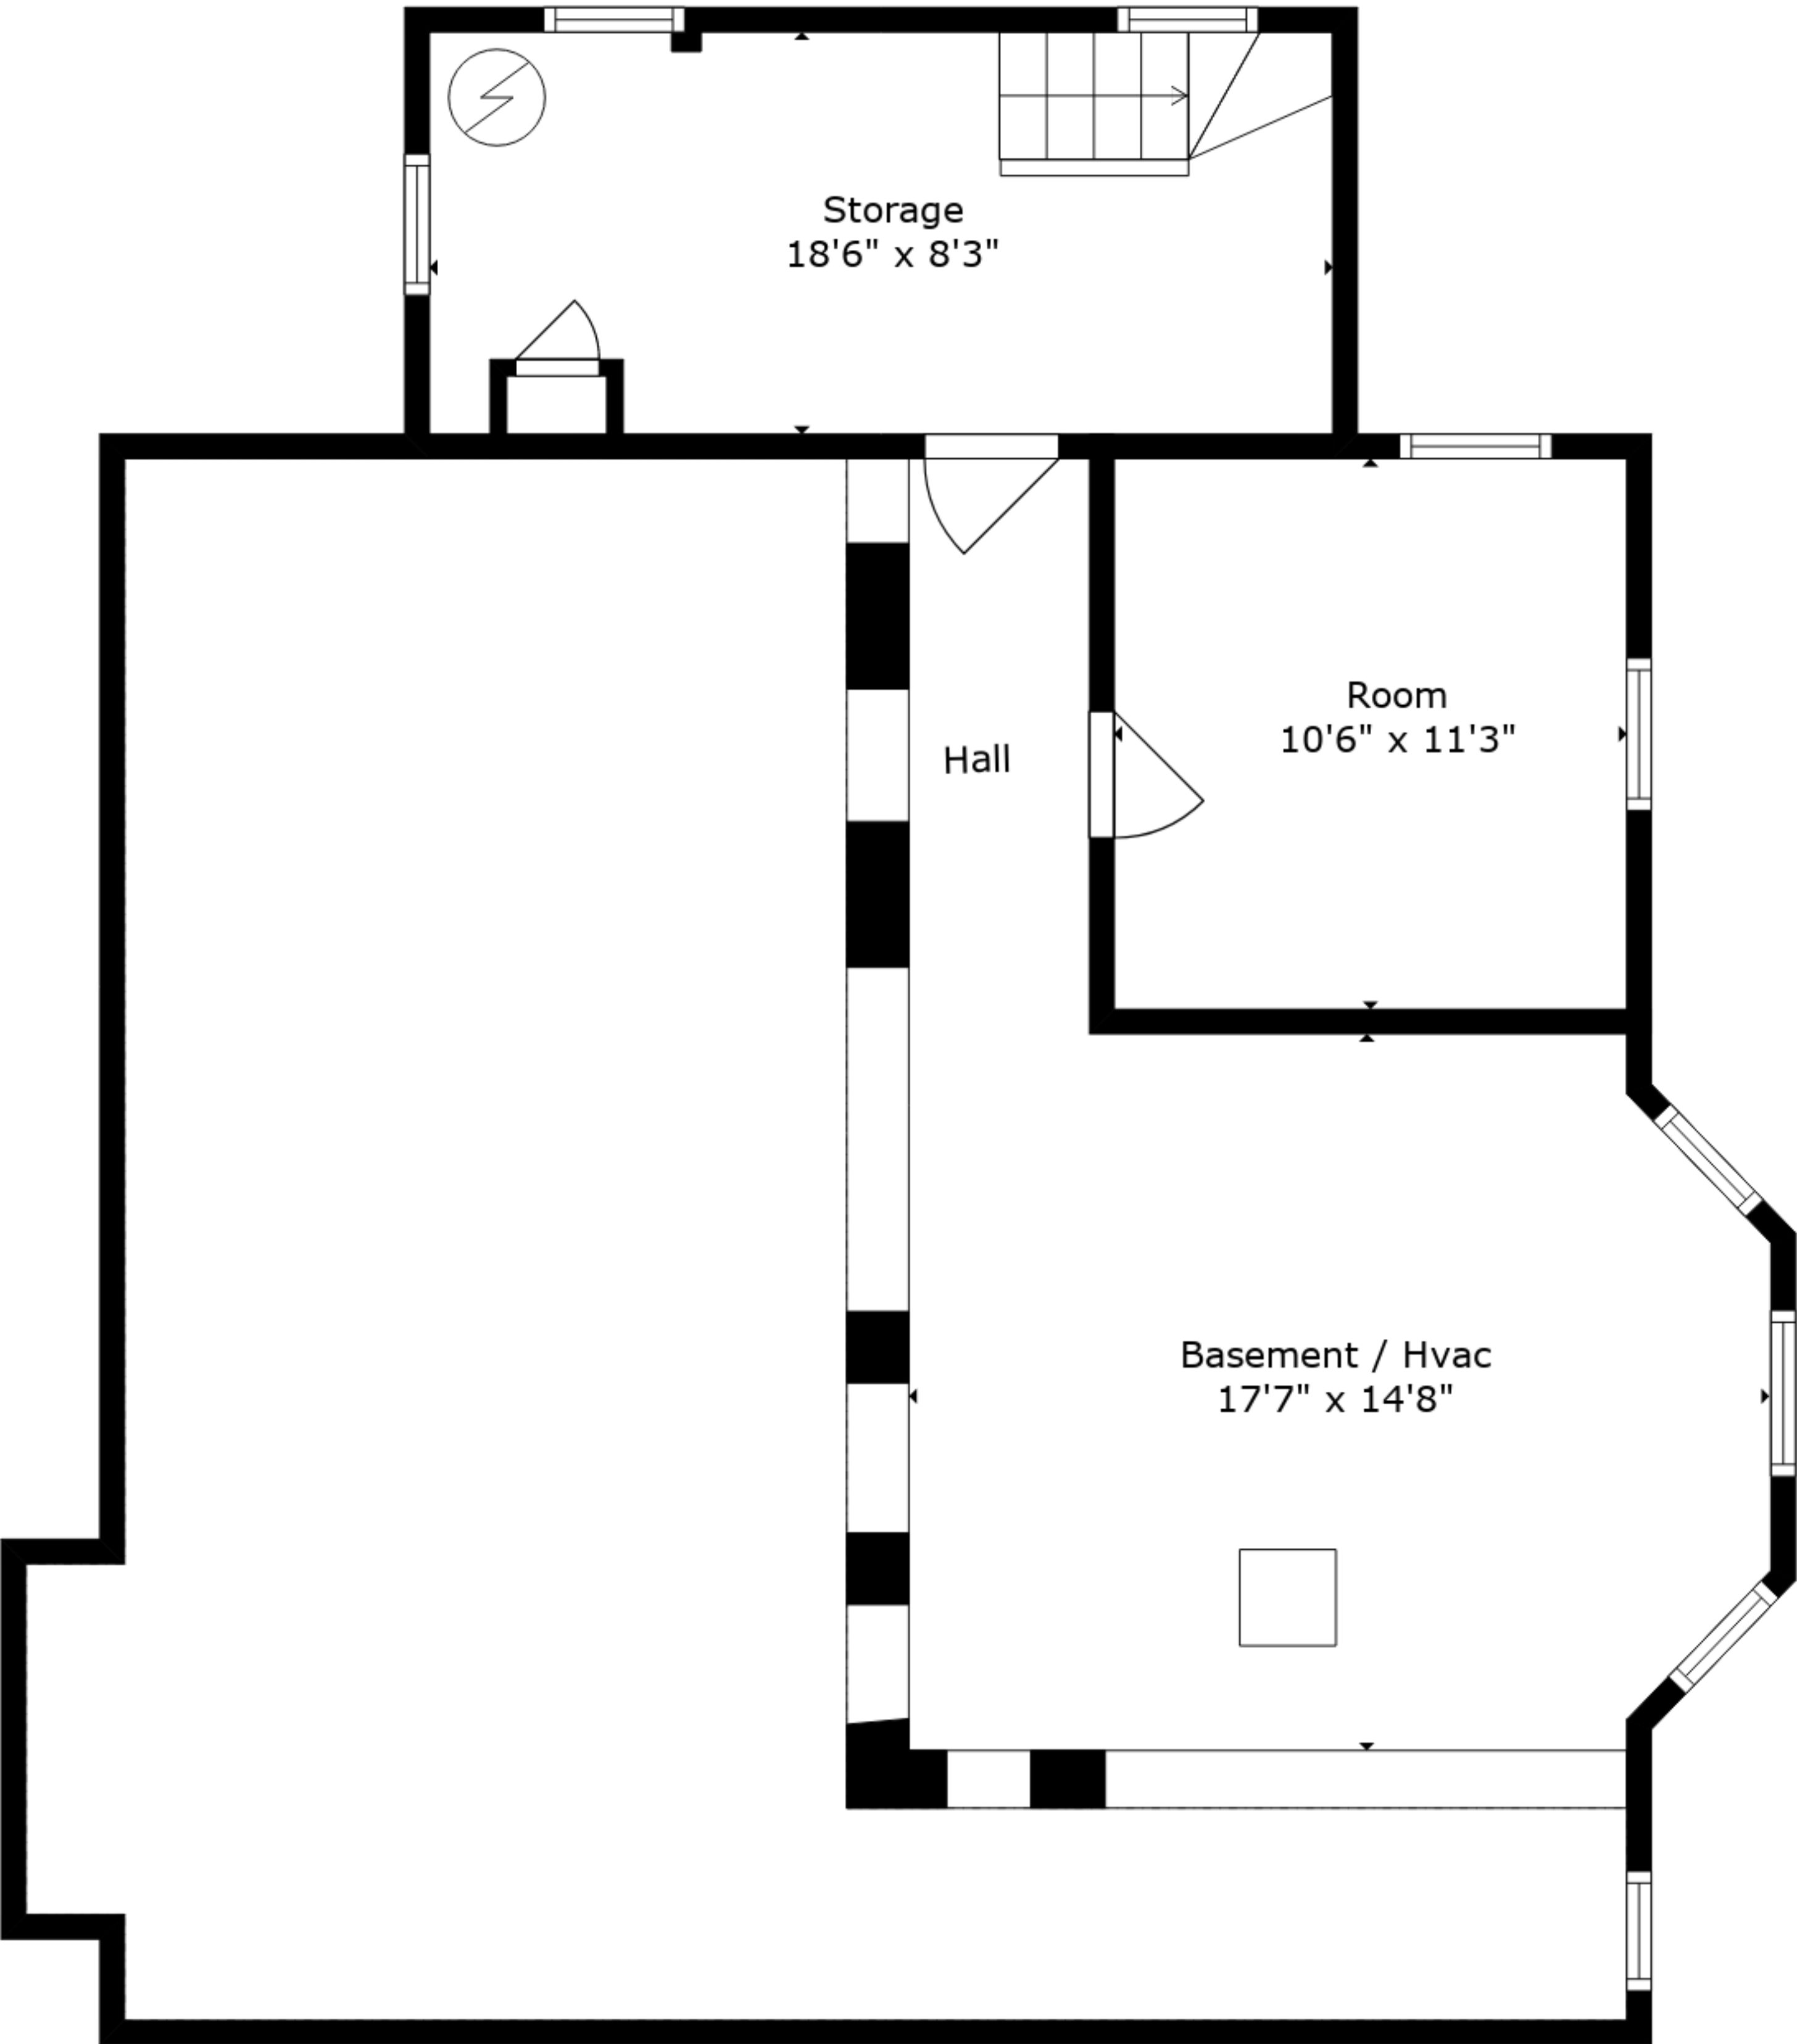 Storage
18'6" x 8'3"
Room
10'6" x 11'3"
Hall
Basement / Hvac
17'7" x 14'8"